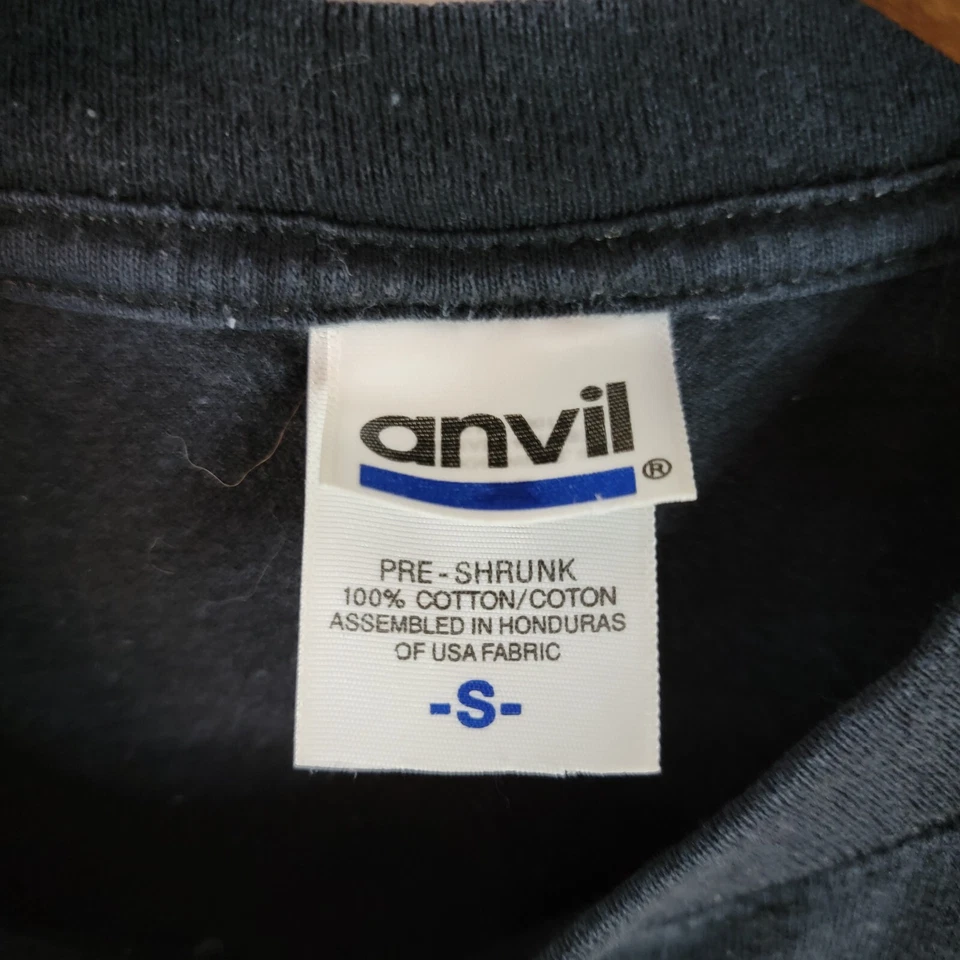 anvil ®
PRE-SHRUNK
100% COTTON/COTON
ASSEMBLED IN HONDURAS
OF USA FABRIC
-S-